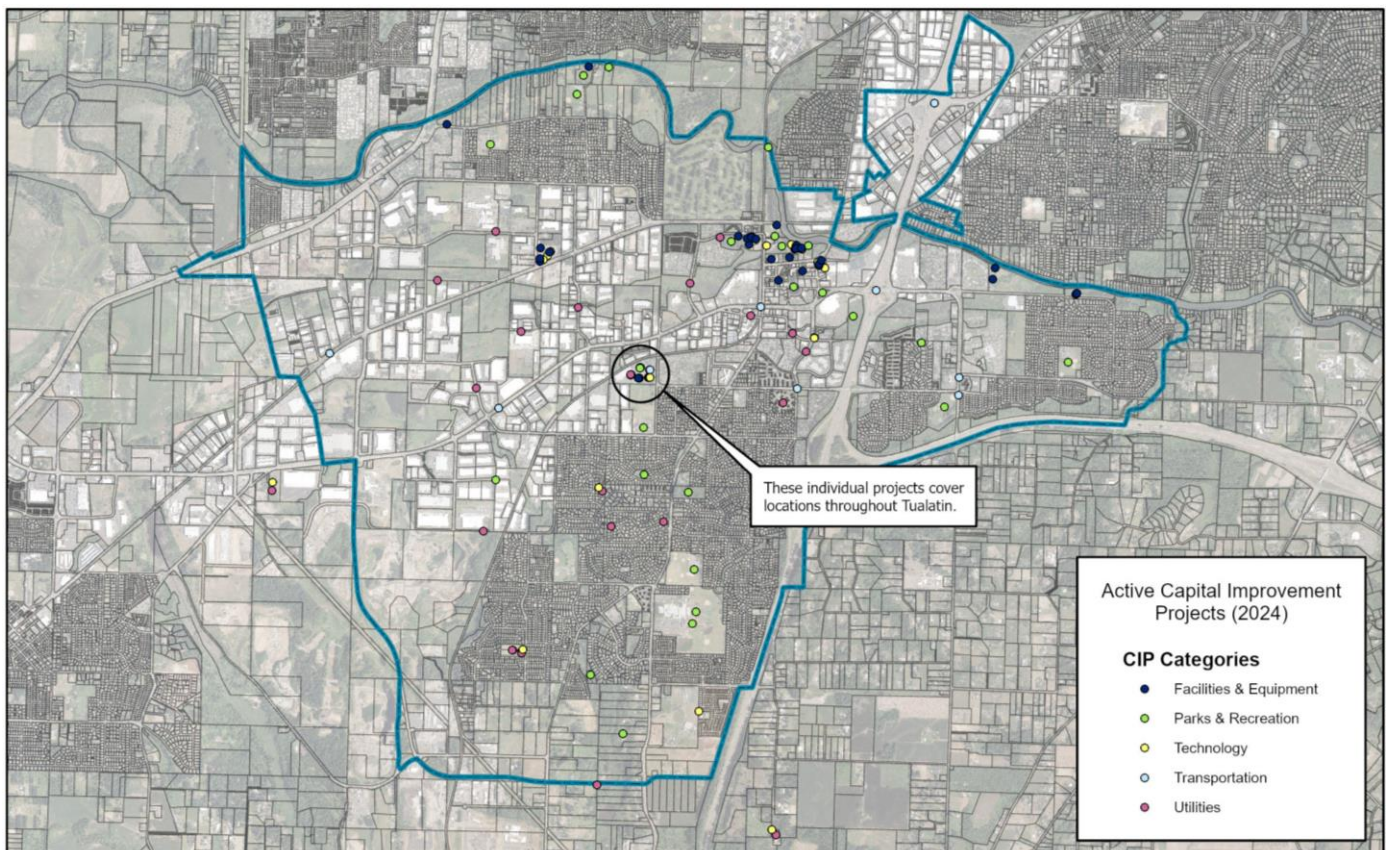 These individual projects cover
locations throughout Tualatin.
Active Capital Improvement
Projects (2024)
CIP Categories
Facilities & Equipment
Parks & Recreation
Technology
Transportation
Utilities